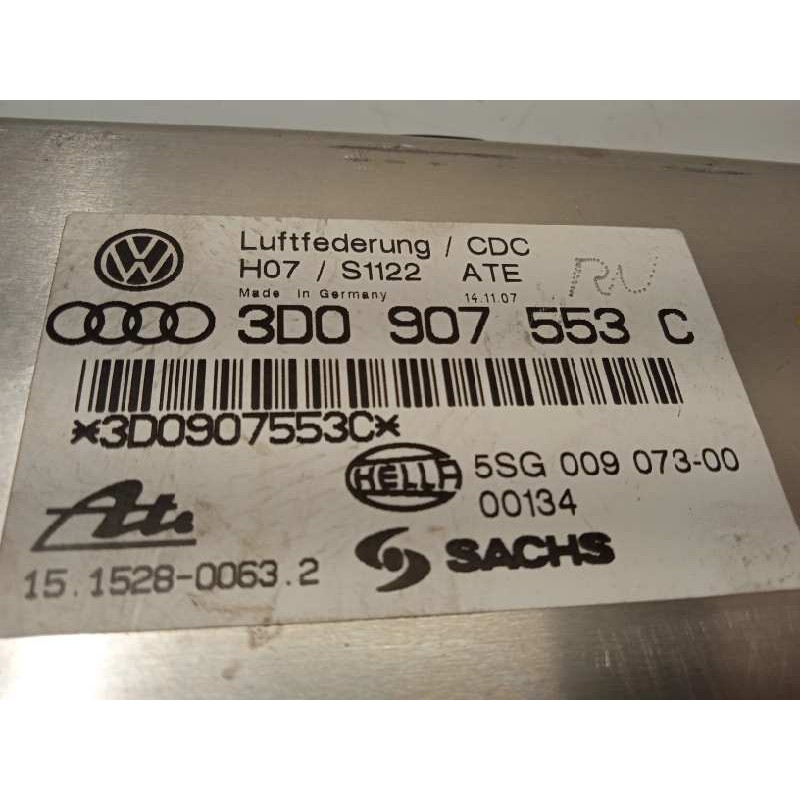 Luftfederung / CDC
H07 / S1122 ATE
RU
Made in Germany 14.11.07
3D0 907 553 C
*3D0907553C*
HELLA 5SG 009 073-00
00134
Ate
SACHS
15.1528-0063.2